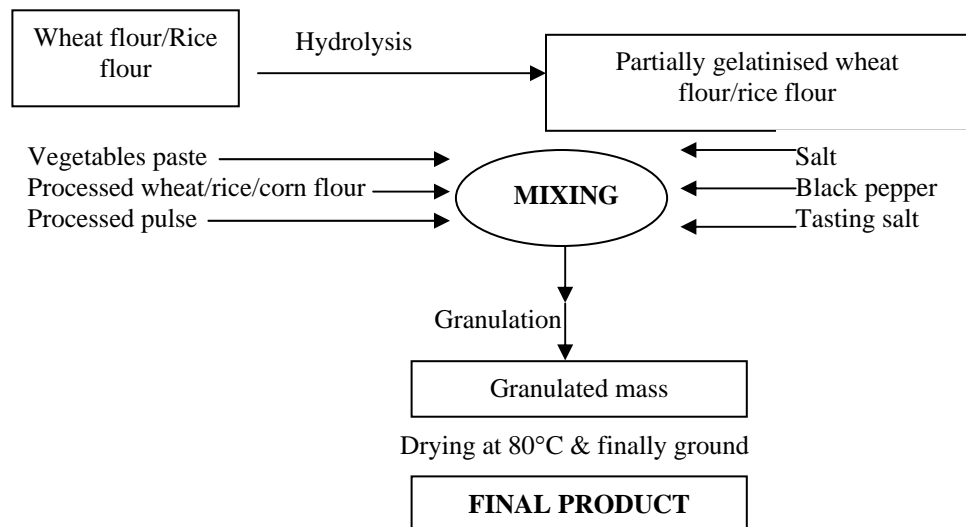 Wheat flour/Rice
flour
Hydrolysis
Partially gelatinised wheat
flour/rice flour
Vegetables paste
Processed wheat/rice/corn flour
Processed pulse
MIXING
Salt
Black pepper
Tasting salt
Granulation
Granulated mass
Drying at 80°C & finally ground
FINAL PRODUCT